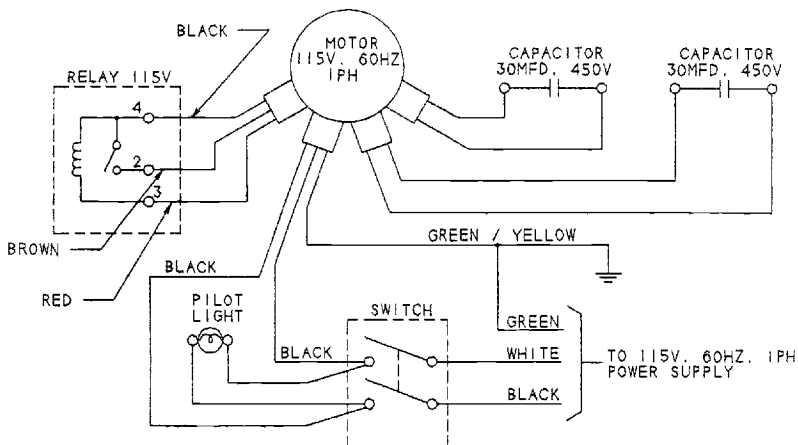 BLACK
MOTOR
115V. 60HZ
1PH
CAPACITOR
30MFD. 450V
CAPACITOR
30MFD. 450V
RELAY 115V
4
2
3
BROWN
RED
GREEN / YELLOW
BLACK
PILOT
LIGHT
SWITCH
GREEN
BLACK
WHITE
TO 115V. 60HZ. 1PH
POWER SUPPLY
BLACK